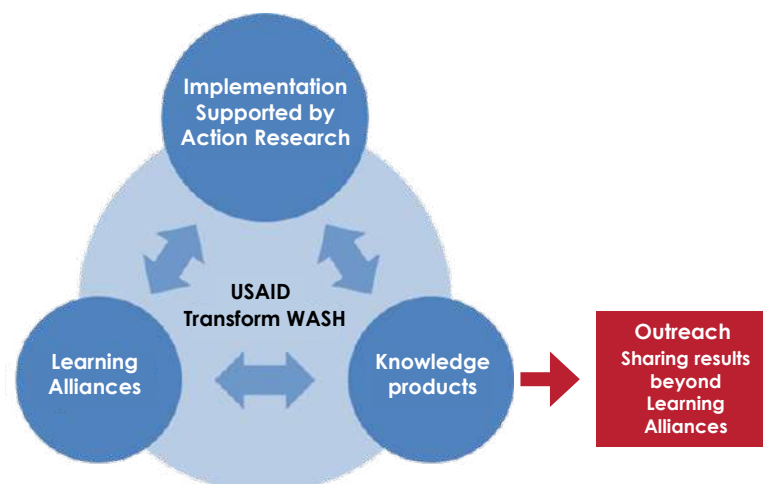 Implementation
Supported by
Action Research
USAID
Transform WASH
Learning
Alliances
Knowledge
products
Outreach
Sharing results
beyond
Learning
Alliances